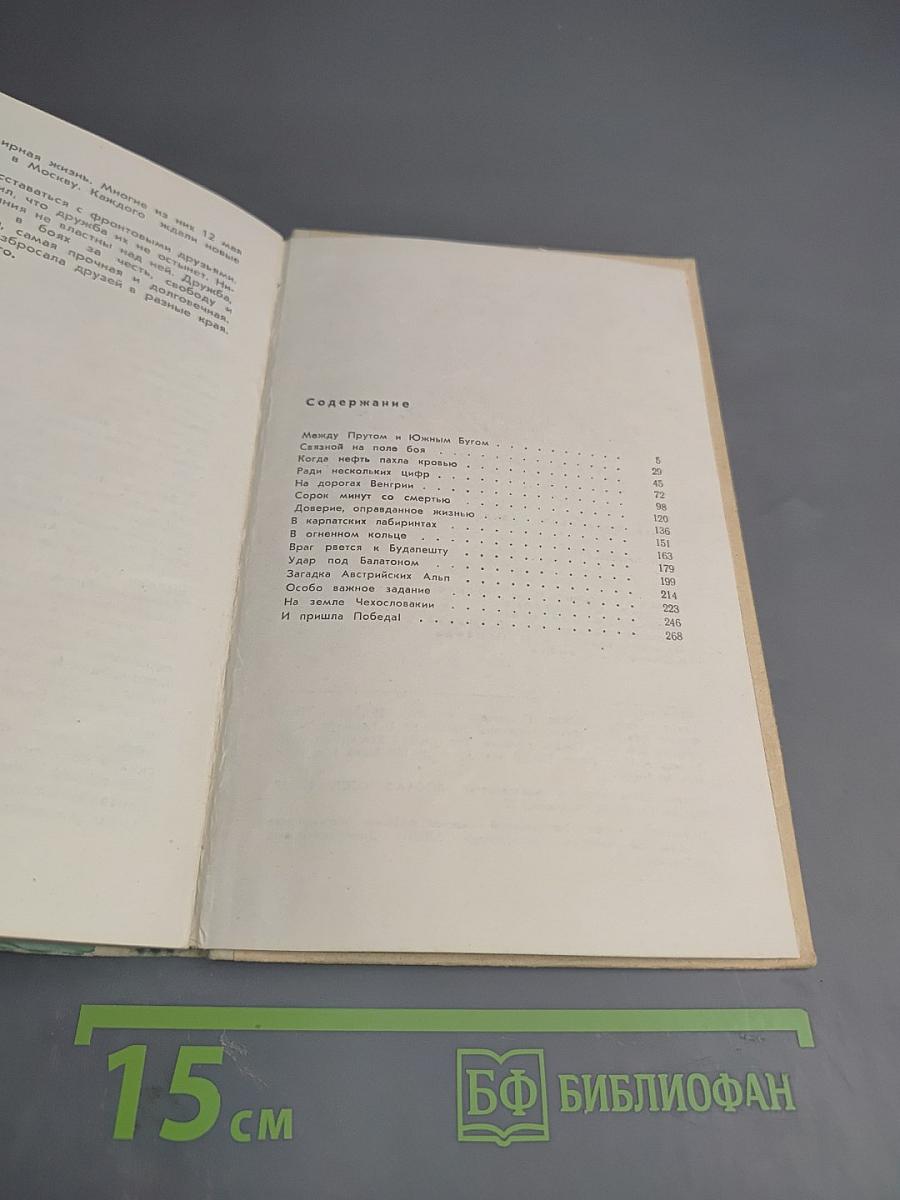 ирная жизнь. Многие из них 12 мая
в Москву. Каждого ждали новые
сставаться с фронтовыми друзьями.
ил, что дружба их не остынет. Ни-
ния не властны над ней. Дружба,
в боях за честь, свободу и
самая прочная и долговечная.
збросала друзей в разные края.
го.
Содержание
Между Прутом и Южным Бугом . . . . . . . 5
Связной на поле боя . . . . . . . . . . 29
Когда нефть пахла кровью . . . . . . . . 45
Ради нескольких цифр . . . . . . . . . . 72
На дорогах Венгрии . . . . . . . . . . . 98
Сорок минут со смертью . . . . . . . . . 120
Доверие, оправданное жизнью . . . . . . . 136
В карпатских лабиринтах . . . . . . . . . 151
В огненном кольце . . . . . . . . . . . 163
Враг рвется к Будапешту . . . . . . . . . 179
Удар под Балатоном . . . . . . . . . . . 199
Загадка Австрийских Альп . . . . . . . . 214
Особо важное задание . . . . . . . . . . 223
На земле Чехословакии . . . . . . . . . . 246
И пришла Победа! . . . . . . . . . . . . 268
15 см
БФ БИБЛИОФАН